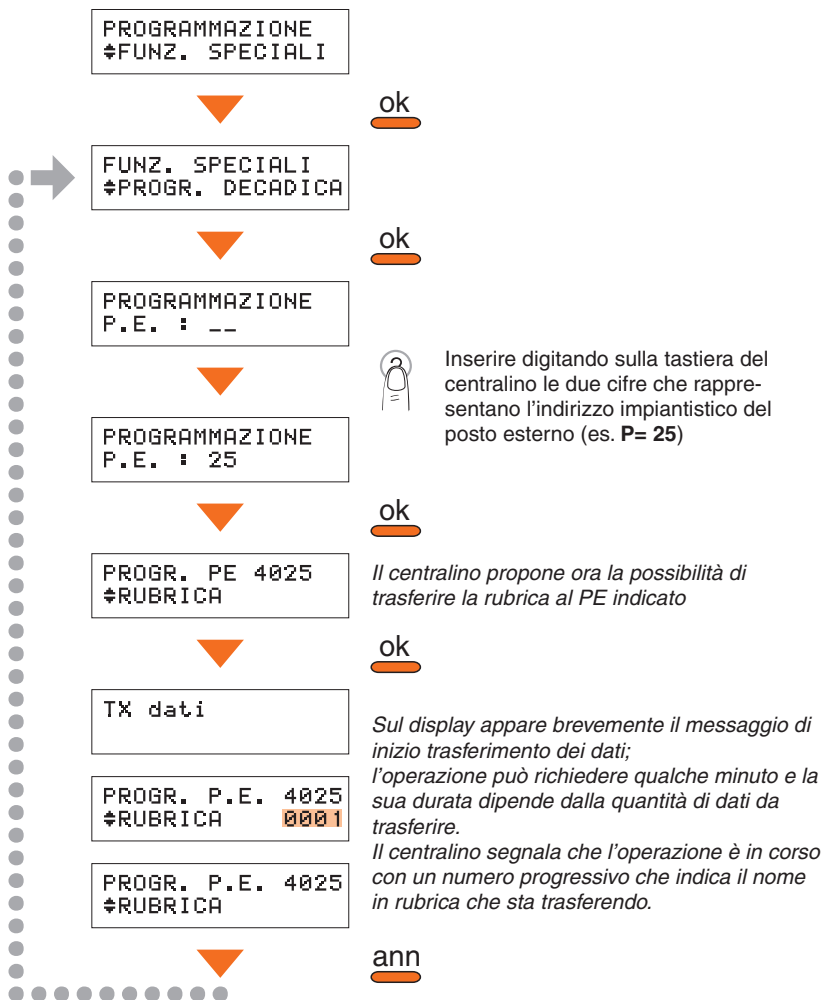 PROGRAMMAZIONE
FUNZ. SPECIALI
ok
FUNZ. SPECIALI
PROGR. DECADICA
ok
PROGRAMMAZIONE
P.E. : __
Inserire digitando sulla tastiera del
centralino le due cifre che rappre-
sentano l'indirizzo impiantistico del
posto esterno (es. P= 25)
PROGRAMMAZIONE
P.E. : 25
ok
PROGR. PE 4025
RUBRICA
Il centralino propone ora la possibilità di
trasferire la rubrica al PE indicato
ok
TX dati
Sul display appare brevemente il messaggio di
inizio trasferimento dei dati;
l'operazione può richiedere qualche minuto e la
sua durata dipende dalla quantità di dati da
trasferire.
Il centralino segnala che l'operazione è in corso
con un numero progressivo che indica il nome
in rubrica che sta trasferendo.
PROGR. P.E. 4025
RUBRICA 0001
PROGR. P.E. 4025
RUBRICA
ann